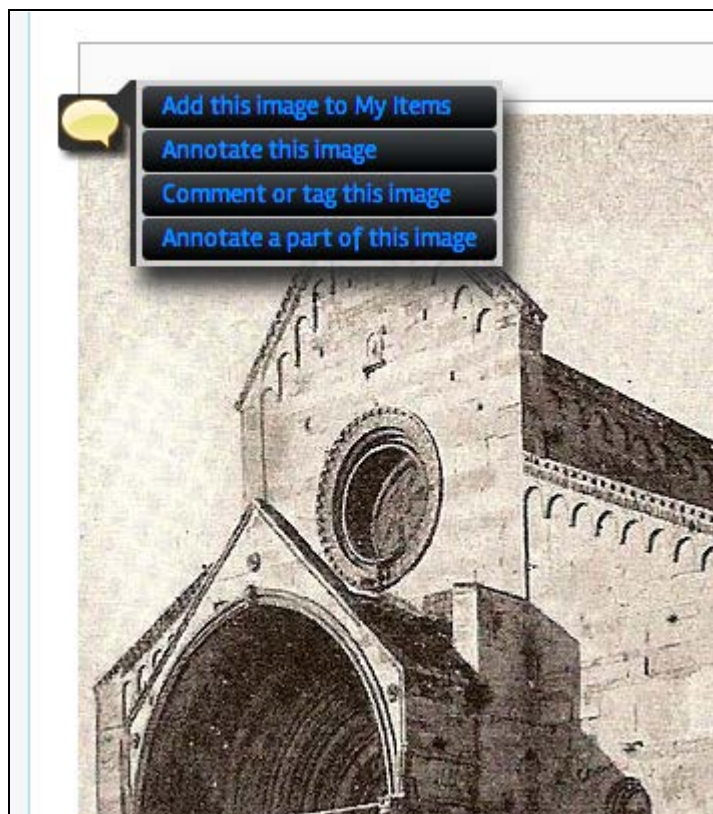 Add this image to My Items
Annotate this image
Comment or tag this image
Annotate a part of this image